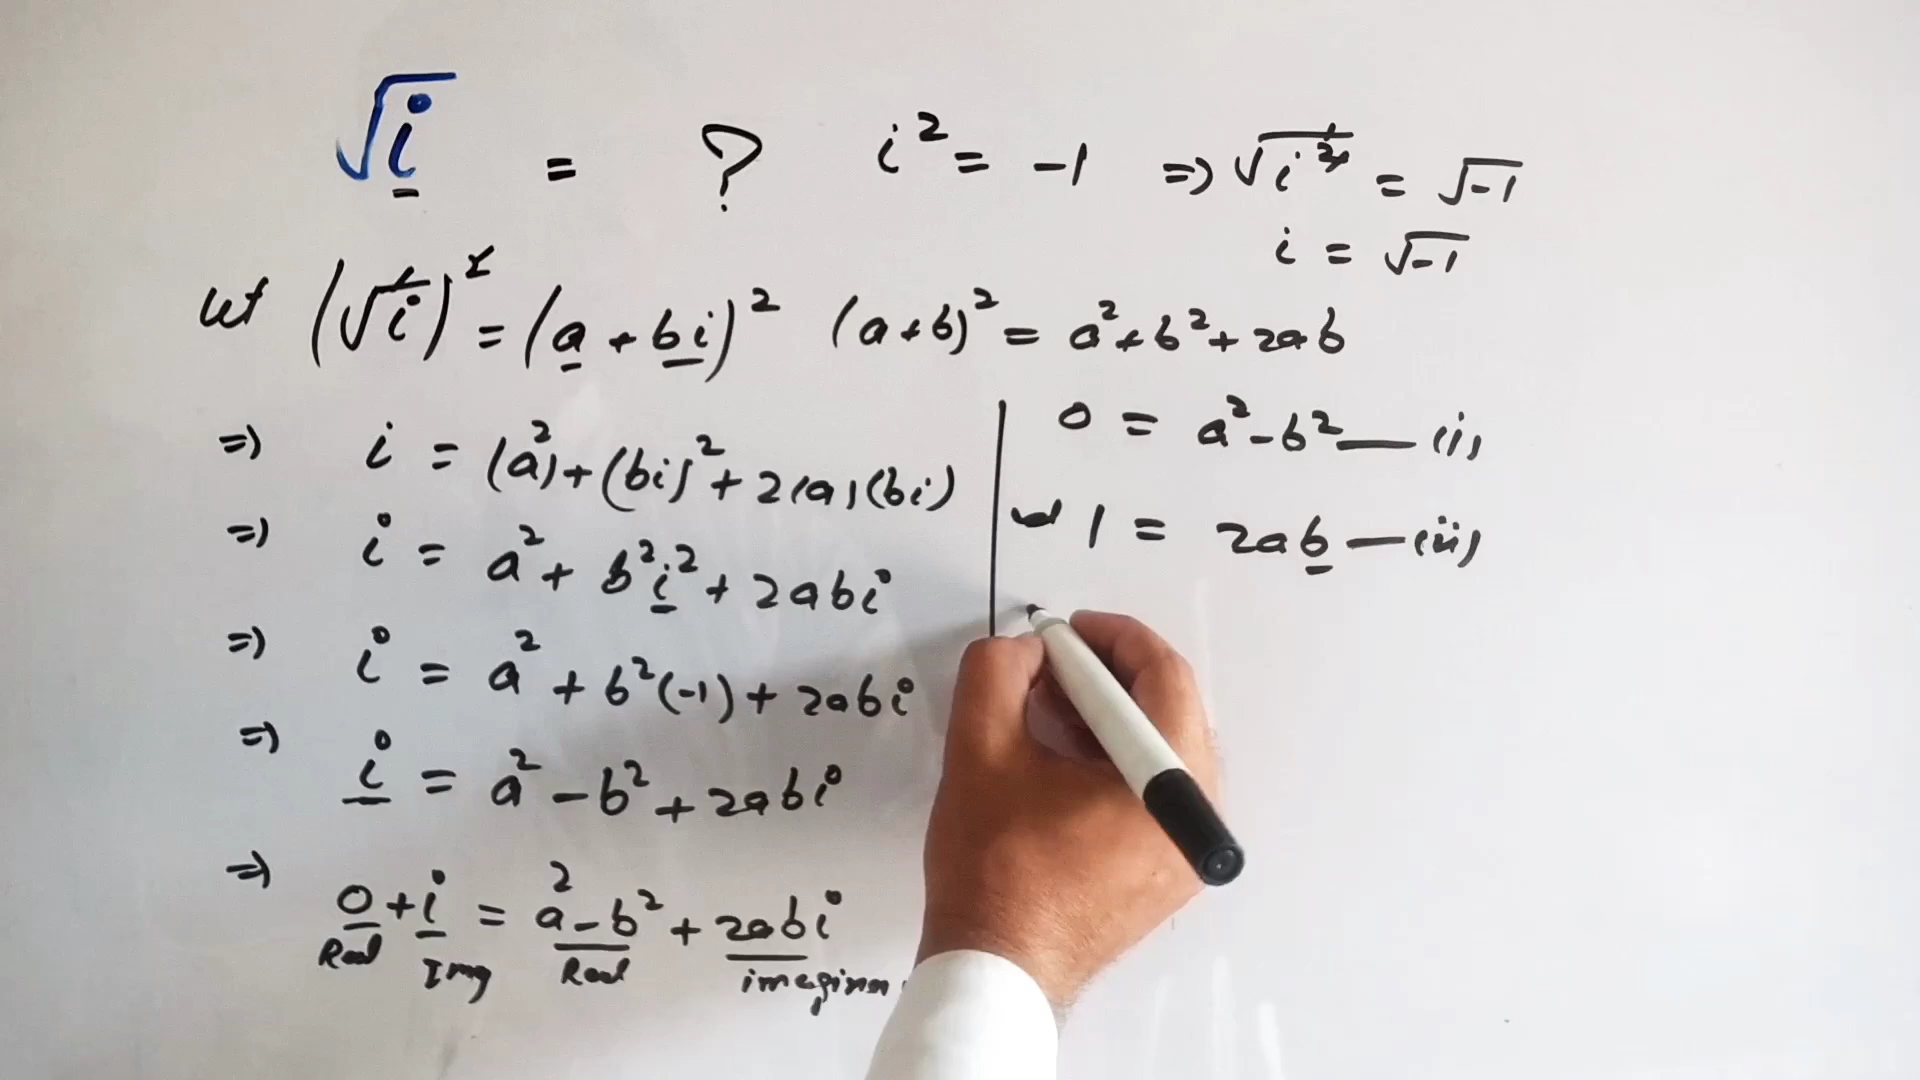 √i = ? i² = -1 => √i² = √-1
i = √-1
let (√i)² = (a + bi)² (a+b)² = a²+b²+2ab
=> i = (a)²+(bi)²+2(a)(bi)
=> i = a² + b²i² + 2abi
=> i = a² + b²(-1) + 2abi
=> i = a² - b² + 2abi
=> 0+i = a²-b² + 2abi
Real Img Real
0 = a²-b² — (i)
1 = 2ab — (ii)